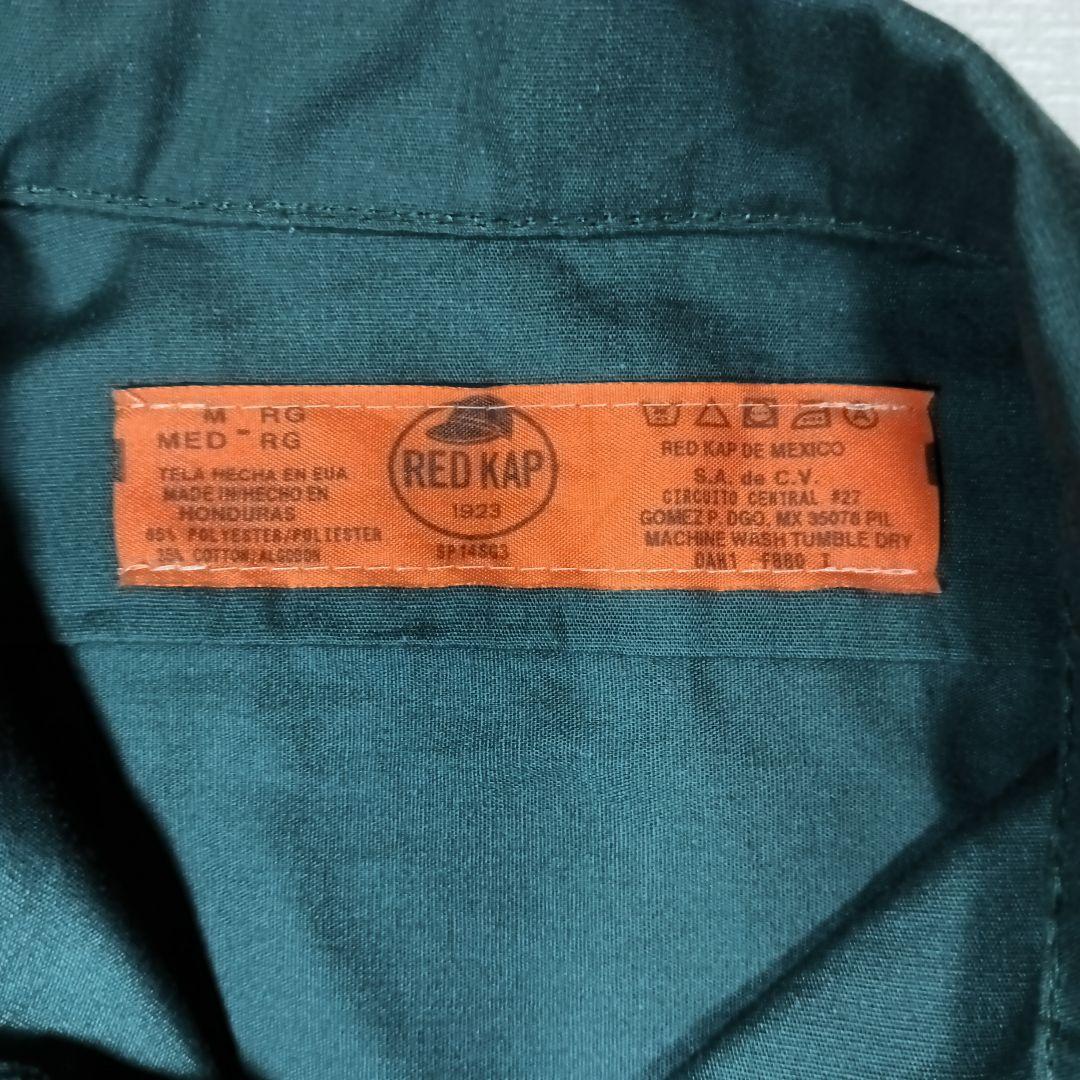 M RG
MED - RG
TELA HECHA EN EUA
MADE IN/HECHO EN
HONDURAS
65% POLYESTER/POLIESTER
35% COTTON/ALGODON
RED KAP
1923
SP14SG3
RED KAP DE MEXICO
S.A. de C.V.
CIRCUITO CENTRAL #27
GOMEZ P. DGO, MX 35078 PIL
MACHINE WASH TUMBLE DRY